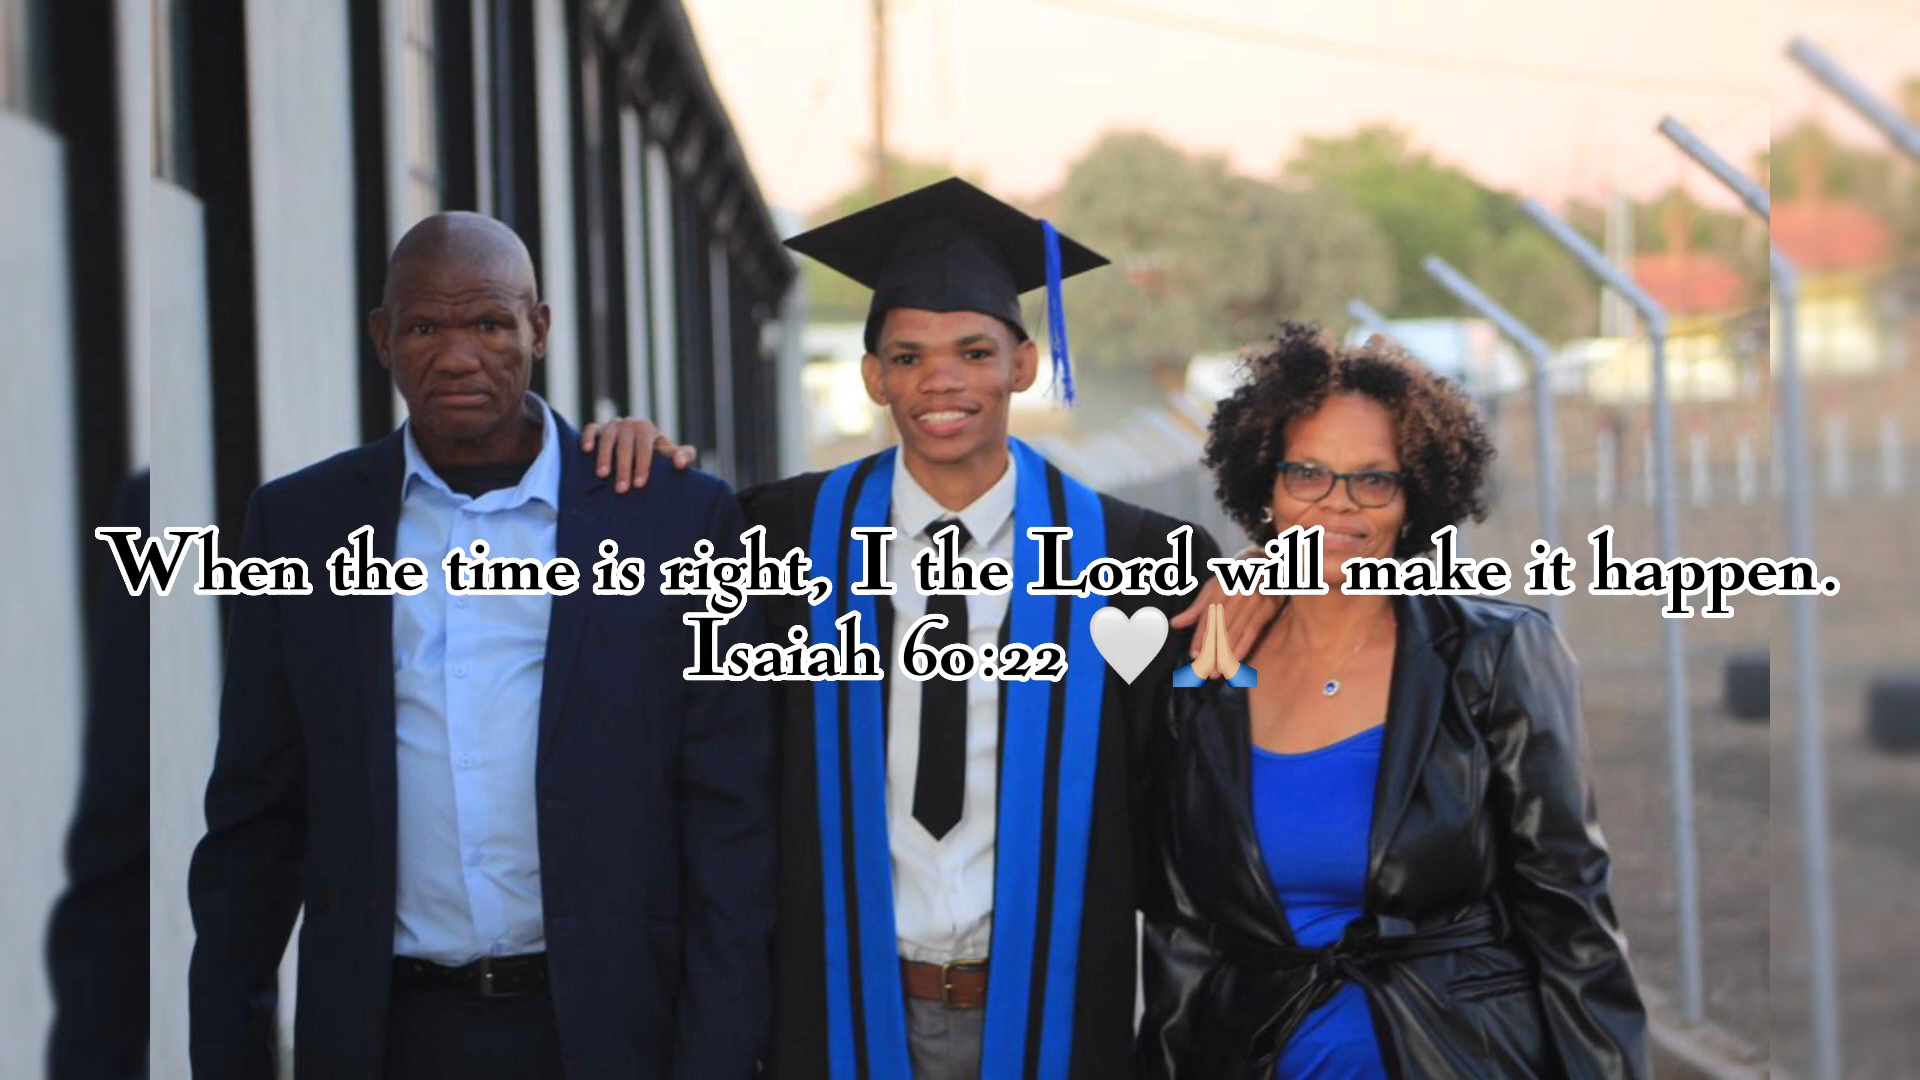 When the time is right, I the Lord will make it happen.
Isaiah 60:22 🤍🙏🏼